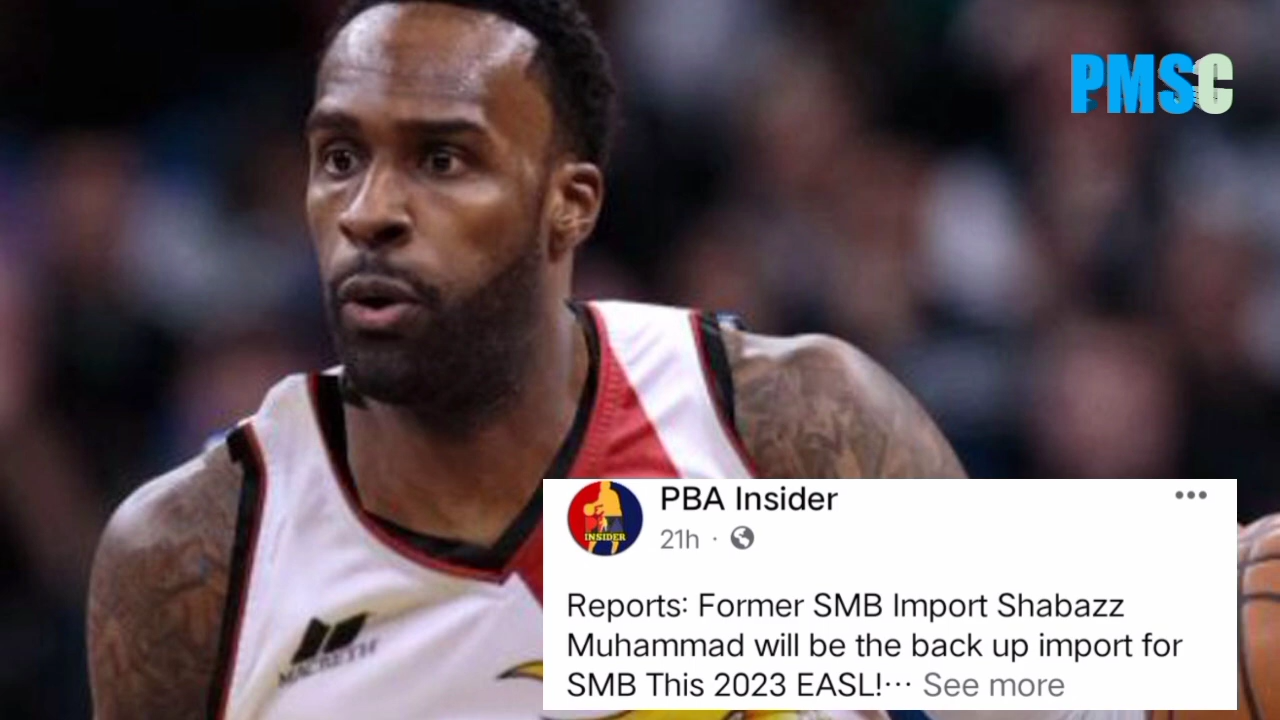 PMSC
PBA Insider
INSIDER
21h ·
Reports: Former SMB Import Shabazz
Muhammad will be the back up import for
SMB This 2023 EASL!... See more
MACBETH